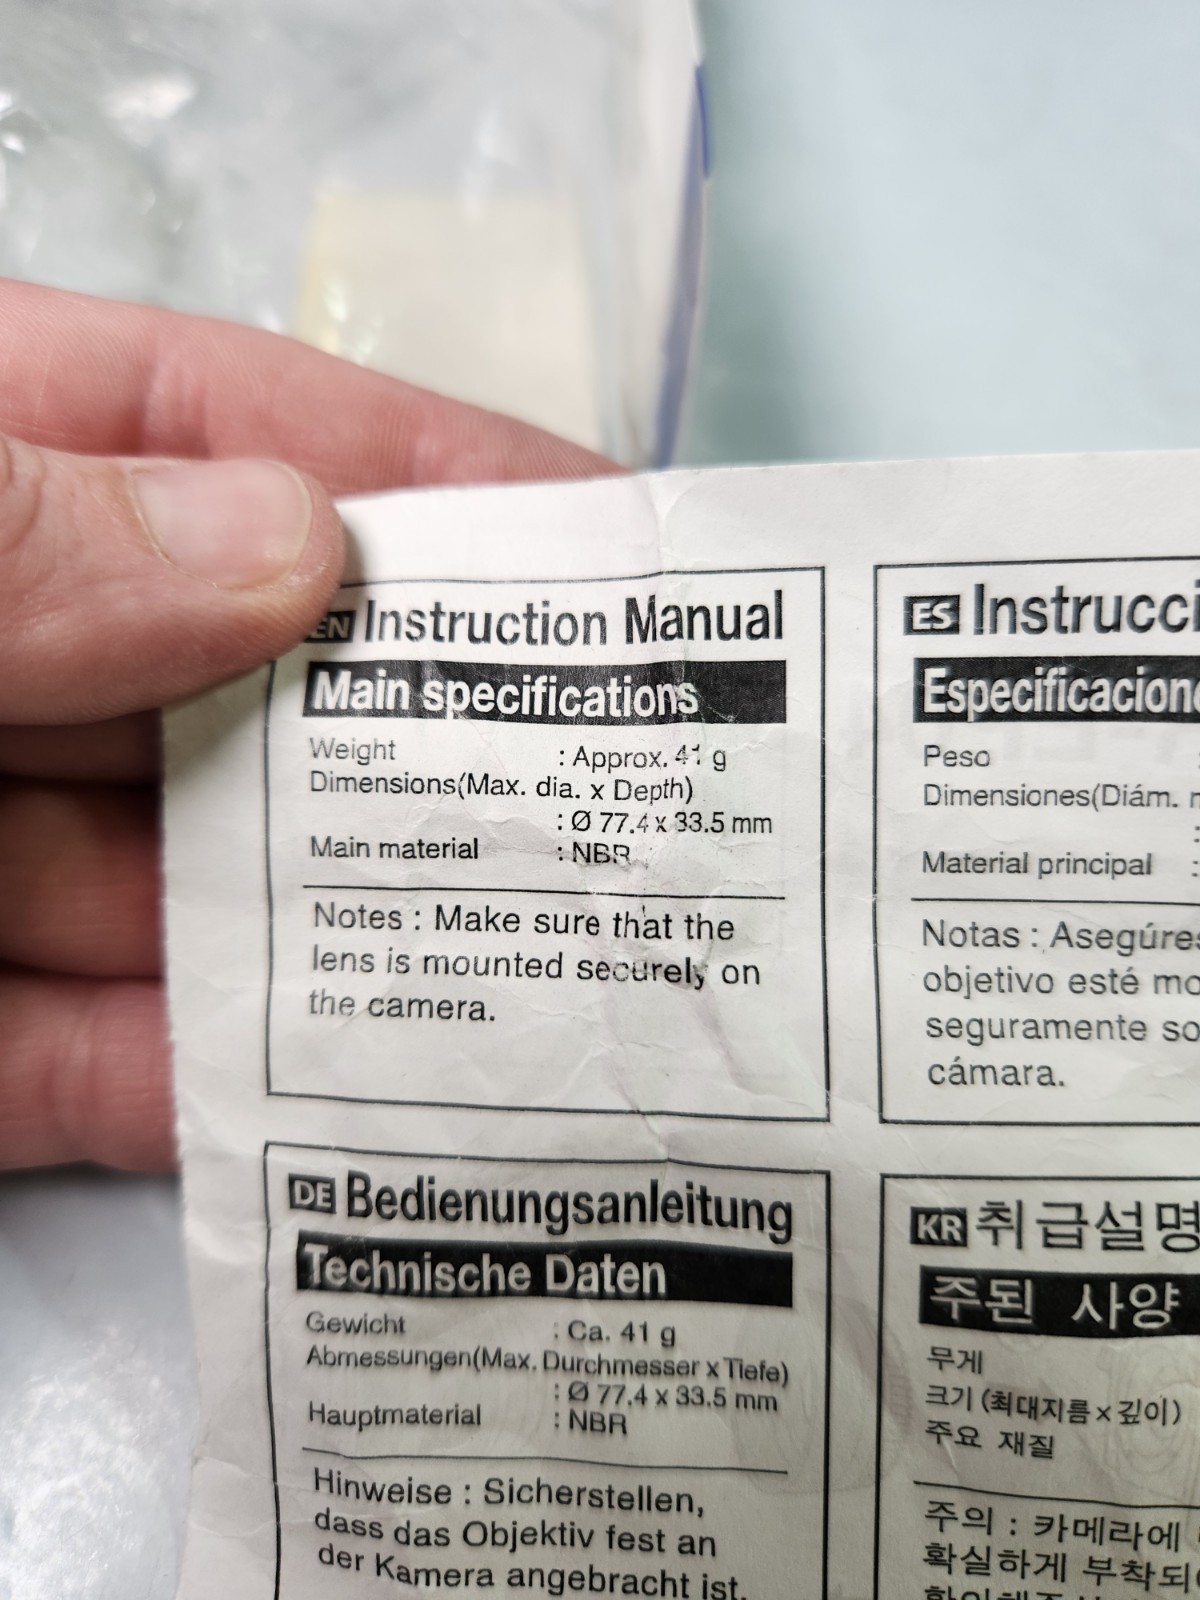 EN Instruction Manual
Main specifications
Weight : Approx. 41 g
Dimensions(Max. dia. x Depth)
: Ø 77.4 x 33.5 mm
Main material : NBR
Notes : Make sure that the
lens is mounted securely on
the camera.
ES Instrucci
Especificacione
Peso :
Dimensiones(Diám. m
:
Material principal :
Notas : Asegúres
objetivo esté mo
seguramente so
cámara.
DE Bedienungsanleitung
Technische Daten
Gewicht : Ca. 41 g
Abmessungen(Max. Durchmesser x Tiefe)
: Ø 77.4 x 33.5 mm
Hauptmaterial : NBR
Hinweise : Sicherstellen,
dass das Objektiv fest an
der Kamera angebracht ist.
KR 취급설명
주된 사양
무게
크기 (최대지름 × 깊이)
주요 재질
주의 : 카메라에
확실하게 부착되